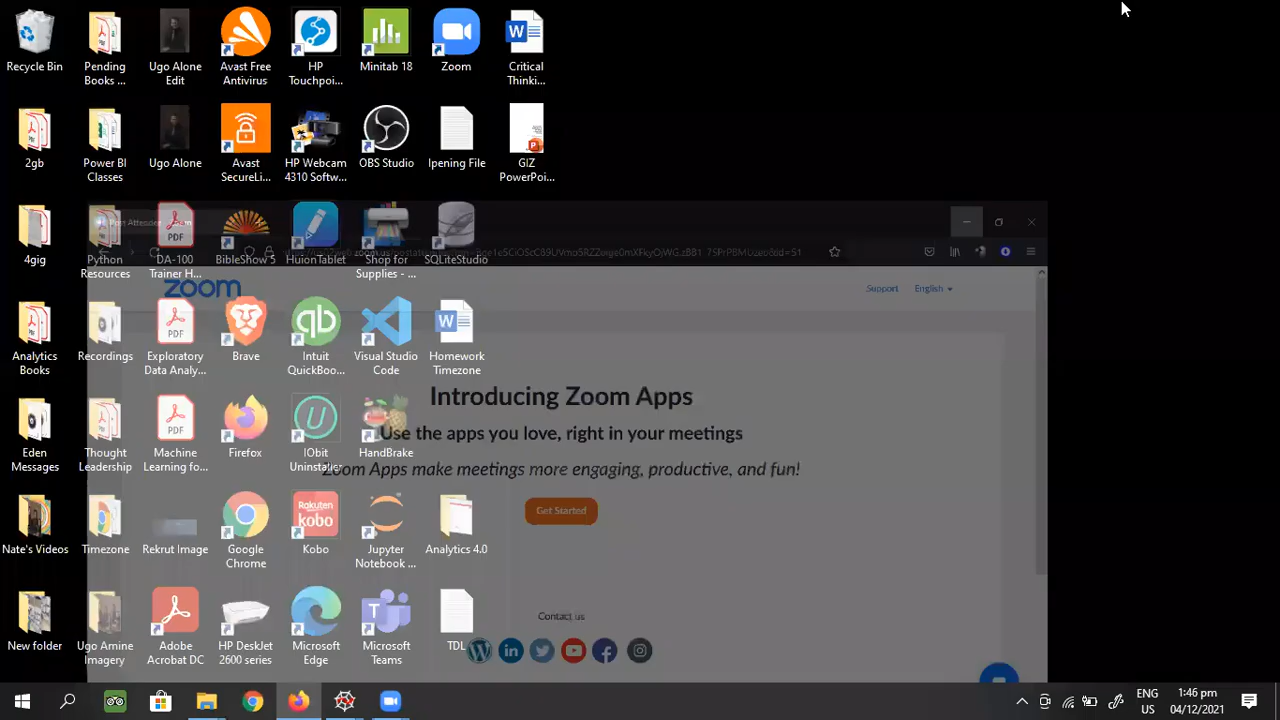 Recycle Bin
Pending
Books ...
Ugo Alone
Edit
Avast Free
Antivirus
HP
Touchpoi...
Minitab 18
Zoom
Critical
Thinki...
2gb
Power BI
Classes
Ugo Alone
Avast
SecureLi...
HP Webcam
4310 Softw...
OBS Studio
Ipening File
GIZ
PowerPoi...
4gig
Python
Resources
PDF
DA-100
Trainer H...
BibleShow 5
HuionTablet
Shop for
Supplies - ...
SQLiteStudio
zoom
Support
English
Analytics
Books
Recordings
PDF
Exploratory
Data Analy...
Brave
qb
Intuit
QuickBoo...
Visual Studio
Code
Homework
Timezone
Introducing Zoom Apps
Use the apps you love, right in your meetings
Zoom Apps make meetings more engaging, productive, and fun!
Get Started
Eden
Messages
Thought
Leadership
PDF
Machine
Learning fo...
Firefox
IObit
Uninstaller
HandBrake
Nate's Videos
Timezone
Rekrut Image
Google
Chrome
Rakuten
kobo
Kobo
Jupyter
Notebook ...
Analytics 4.0
Contact us
New folder
Ugo Amine
Imagery
Adobe
Acrobat DC
HP DeskJet
2600 series
Microsoft
Edge
Microsoft
Teams
TDL
ENG
US
1:46 pm
04/12/2021